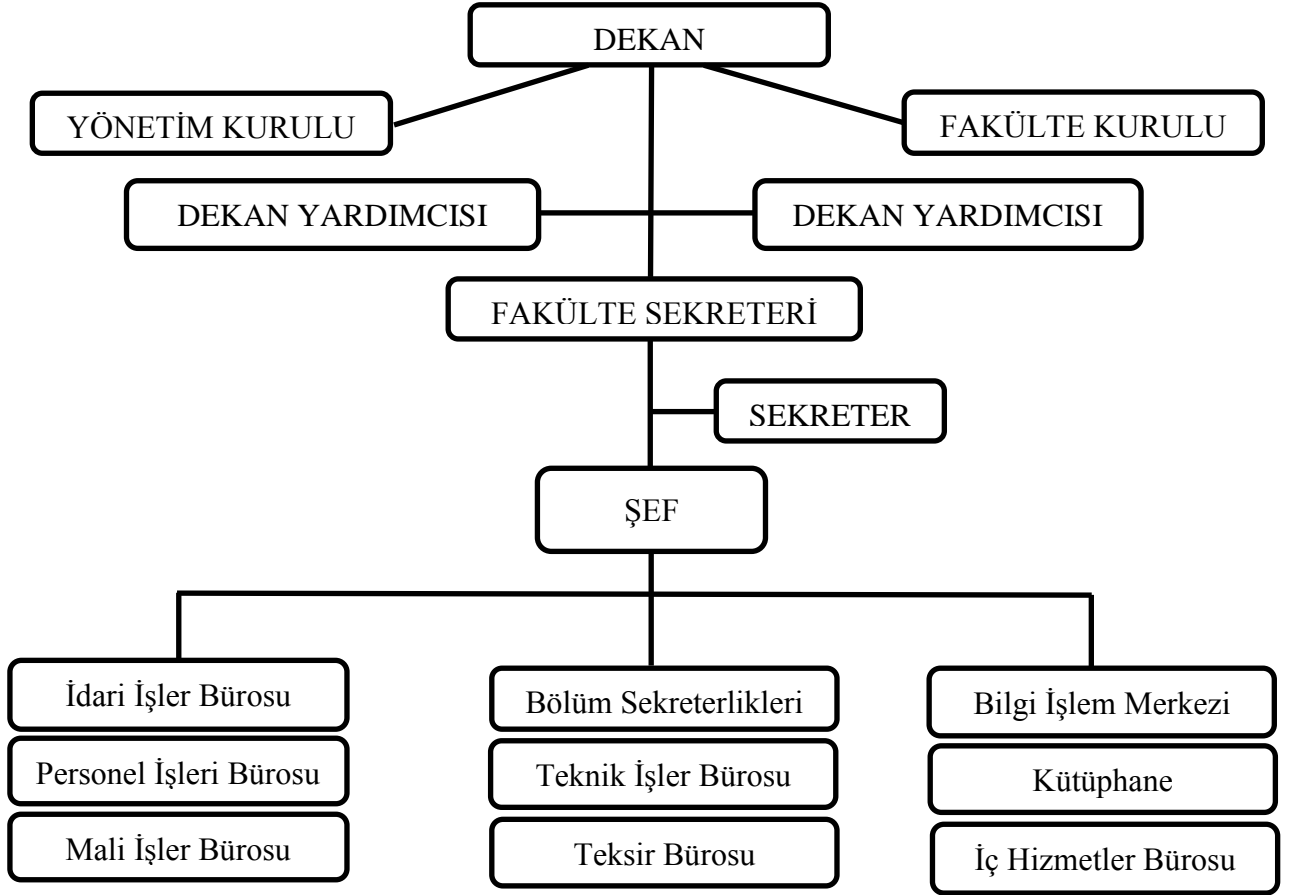 DEKAN
YÖNETİM KURULU
FAKÜLTE KURULU
DEKAN YARDIMCISI
DEKAN YARDIMCISI
FAKÜLTE SEKRETERİ
SEKRETER
ŞEF
İdari İşler Bürosu
Bölüm Sekreterlikleri
Bilgi İşlem Merkezi
Personel İşleri Bürosu
Teknik İşler Bürosu
Kütüphane
Mali İşler Bürosu
Teksir Bürosu
İç Hizmetler Bürosu